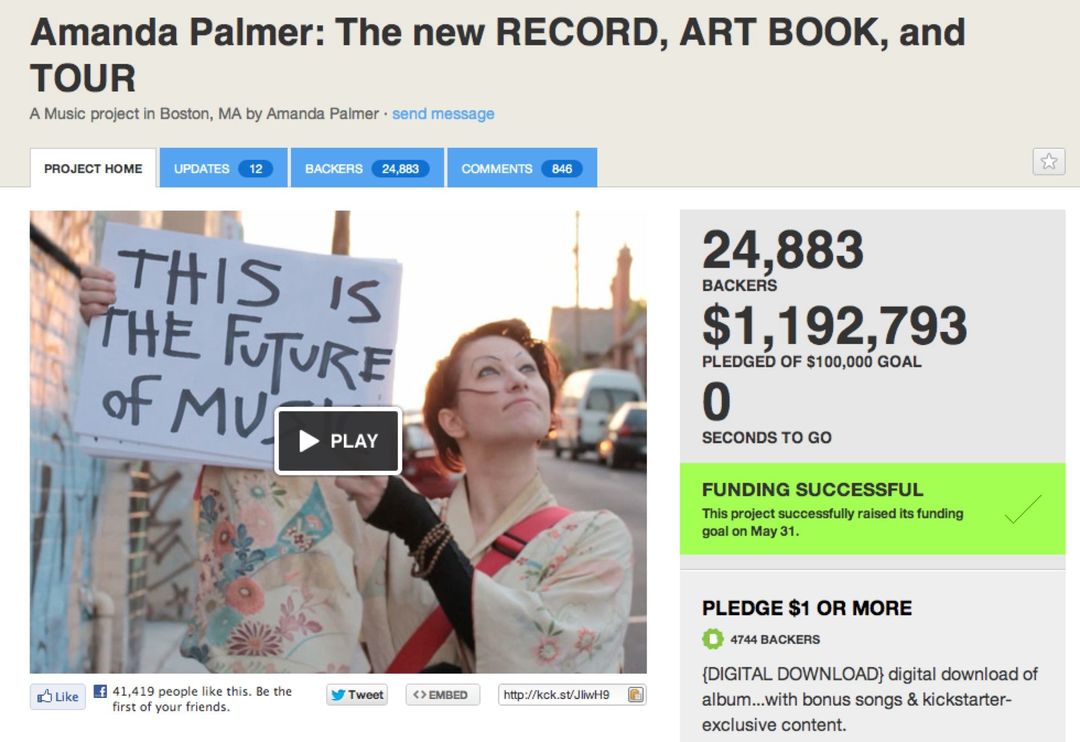 Amanda Palmer: The new RECORD, ART BOOK, and
TOUR
A Music project in Boston, MA by Amanda Palmer · send message
PROJECT HOME
UPDATES 12
BACKERS 24,883
COMMENTS 846
THIS IS
THE FUTURE
of MUS
PLAY
Like
41,419 people like this. Be the
first of your friends.
Tweet
<> EMBED
http://kck.st/JliwH9
24,883
BACKERS
$1,192,793
PLEDGED OF $100,000 GOAL
0
SECONDS TO GO
FUNDING SUCCESSFUL
This project successfully raised its funding
goal on May 31.
PLEDGE $1 OR MORE
4744 BACKERS
{DIGITAL DOWNLOAD} digital download of
album...with bonus songs & kickstarter-
exclusive content.